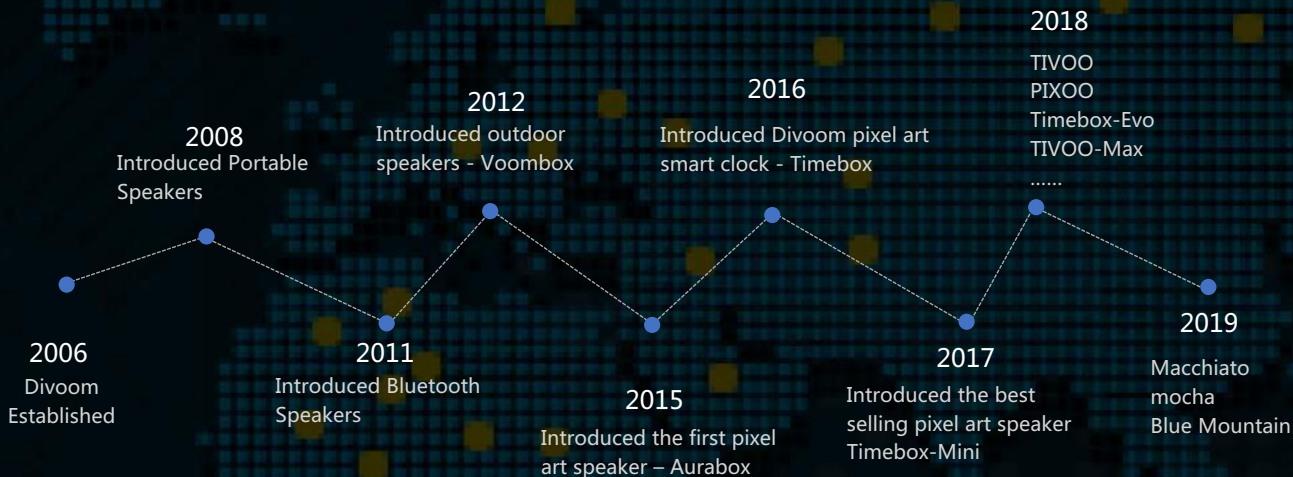 2006
Divoom
Established
2008
Introduced Portable
Speakers
2011
Introduced Bluetooth
Speakers
2012
Introduced outdoor
speakers - Voombox
2015
Introduced the first pixel
art speaker – Aurabox
2016
Introduced Divoom pixel art
smart clock - Timebox
2017
Introduced the best
selling pixel art speaker
Timebox-Mini
2018
TIVOO
PIXOO
Timebox-Evo
TIVOO-Max
......
2019
Macchiato
mocha
Blue Mountain